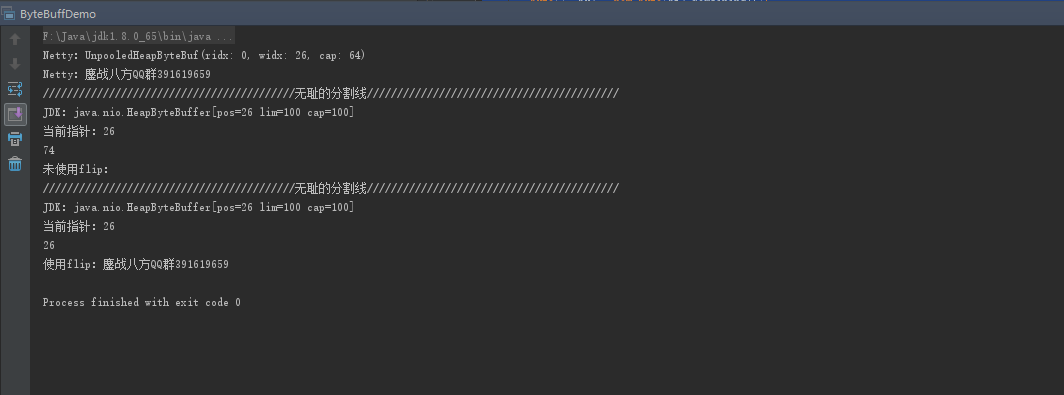 ByteBuffDemo
F:\Java\jdk1.8.0_65\bin\java ...
Netty: UnpooledHeapByteBuf(ridx: 0, widx: 26, cap: 64)
Netty: 鏖战八方QQ群391619659
//////////////////////////////////////////无耻的分割线//////////////////////////////////////////
JDK: java.nio.HeapByteBuffer[pos=26 lim=100 cap=100]
当前指针: 26
74
未使用flip:
//////////////////////////////////////////无耻的分割线//////////////////////////////////////////
JDK: java.nio.HeapByteBuffer[pos=26 lim=100 cap=100]
当前指针: 26
26
使用flip: 鏖战八方QQ群391619659
Process finished with exit code 0